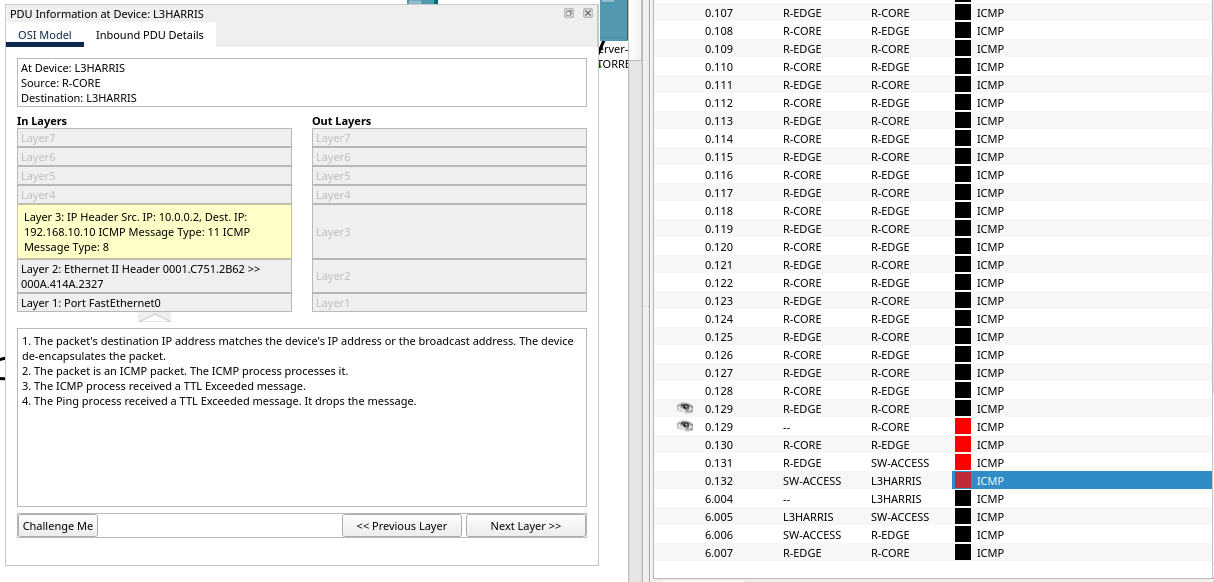 PDU Information at Device: L3HARRIS
OSI Model Inbound PDU Details
At Device: L3HARRIS
Source: R-CORE
Destination: L3HARRIS
In Layers
Layer7
Layer6
Layer5
Layer4
Layer 3: IP Header Src. IP: 10.0.0.2, Dest. IP:
192.168.10.10 ICMP Message Type: 11 ICMP
Message Type: 8
Layer 2: Ethernet II Header 0001.C751.2B62 >>
000A.414A.2327
Layer 1: Port FastEthernet0
Out Layers
Layer7
Layer6
Layer5
Layer4
Layer3
Layer2
Layer1
1. The packet's destination IP address matches the device's IP address or the broadcast address. The device
de-encapsulates the packet.
2. The packet is an ICMP packet. The ICMP process processes it.
3. The ICMP process received a TTL Exceeded message.
4. The Ping process received a TTL Exceeded message. It drops the message.
Challenge Me << Previous Layer Next Layer >>
0.107 R-EDGE R-CORE ICMP
0.108 R-CORE R-EDGE ICMP
0.109 R-EDGE R-CORE ICMP
0.110 R-CORE R-EDGE ICMP
0.111 R-EDGE R-CORE ICMP
0.112 R-CORE R-EDGE ICMP
0.113 R-EDGE R-CORE ICMP
0.114 R-CORE R-EDGE ICMP
0.115 R-EDGE R-CORE ICMP
0.116 R-CORE R-EDGE ICMP
0.117 R-EDGE R-CORE ICMP
0.118 R-CORE R-EDGE ICMP
0.119 R-EDGE R-CORE ICMP
0.120 R-CORE R-EDGE ICMP
0.121 R-EDGE R-CORE ICMP
0.122 R-CORE R-EDGE ICMP
0.123 R-EDGE R-CORE ICMP
0.124 R-CORE R-EDGE ICMP
0.125 R-EDGE R-CORE ICMP
0.126 R-CORE R-EDGE ICMP
0.127 R-EDGE R-CORE ICMP
0.128 R-CORE R-EDGE ICMP
0.129 R-EDGE R-CORE ICMP
0.129 -- R-CORE ICMP
0.130 R-CORE R-EDGE ICMP
0.131 R-EDGE SW-ACCESS ICMP
0.132 SW-ACCESS L3HARRIS ICMP
6.004 -- L3HARRIS ICMP
6.005 L3HARRIS SW-ACCESS ICMP
6.006 SW-ACCESS R-EDGE ICMP
6.007 R-EDGE R-CORE ICMP